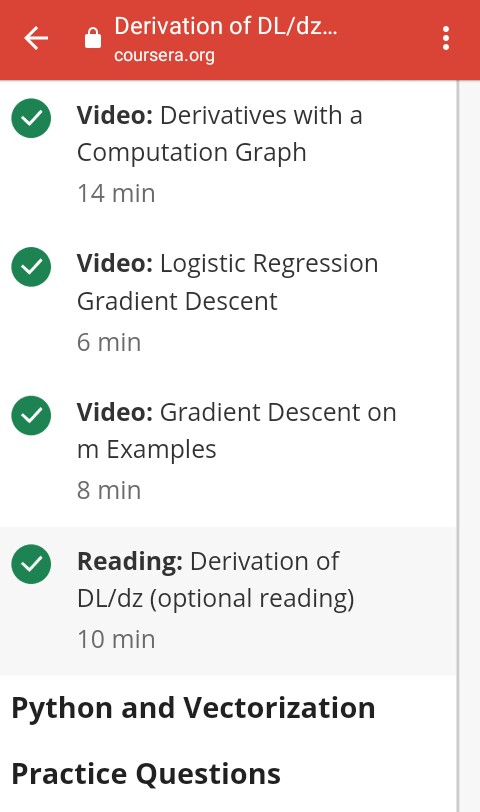 Derivation of DL/dz...
coursera.org
Video: Derivatives with a
Computation Graph
14 min
Video: Logistic Regression
Gradient Descent
6 min
Video: Gradient Descent on
m Examples
8 min
Reading: Derivation of
DL/dz (optional reading)
10 min
Python and Vectorization
Practice Questions